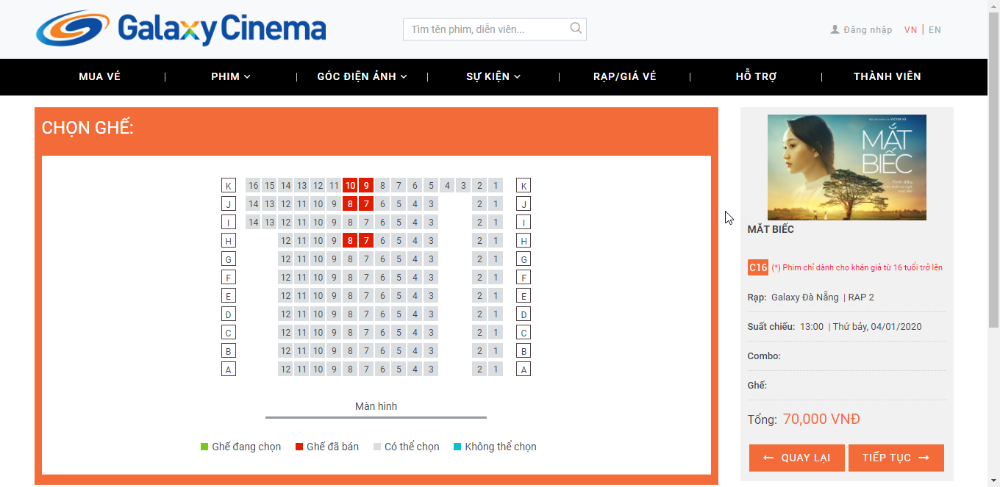 Galaxy Cinema
Tìm tên phim, diễn viên...
Đăng nhập VN | EN
MUA VÉ | PHIM | GÓC ĐIỆN ẢNH | SỰ KIỆN | RẠP/GIÁ VÉ | HỖ TRỢ | THÀNH VIÊN
CHỌN GHẾ:
K 16 15 14 13 12 11 10 9 8 7 6 5 4 3 2 1 K
J 14 13 12 11 10 9 8 7 6 5 4 3 2 1 J
I 14 13 12 11 10 9 8 7 6 5 4 3 2 1 I
H 12 11 10 9 8 7 6 5 4 3 2 1 H
G 12 11 10 9 8 7 6 5 4 3 2 1 G
F 12 11 10 9 8 7 6 5 4 3 2 1 F
E 12 11 10 9 8 7 6 5 4 3 2 1 E
D 12 11 10 9 8 7 6 5 4 3 2 1 D
C 12 11 10 9 8 7 6 5 4 3 2 1 C
B 12 11 10 9 8 7 6 5 4 3 2 1 B
A 12 11 10 9 8 7 6 5 4 3 2 1 A
Màn hình
Ghế đang chọn Ghế đã bán Có thể chọn Không thể chọn
MẮT
BIẾC
MẮT BIẾC
C16 (*) Phim chỉ dành cho khán giả từ 16 tuổi trở lên
Rạp: Galaxy Đà Nẵng | RAP 2
Suất chiếu: 13:00 | Thứ bảy, 04/01/2020
Combo:
Ghế:
Tổng: 70,000 VNĐ
← QUAY LẠI
TIẾP TỤC →